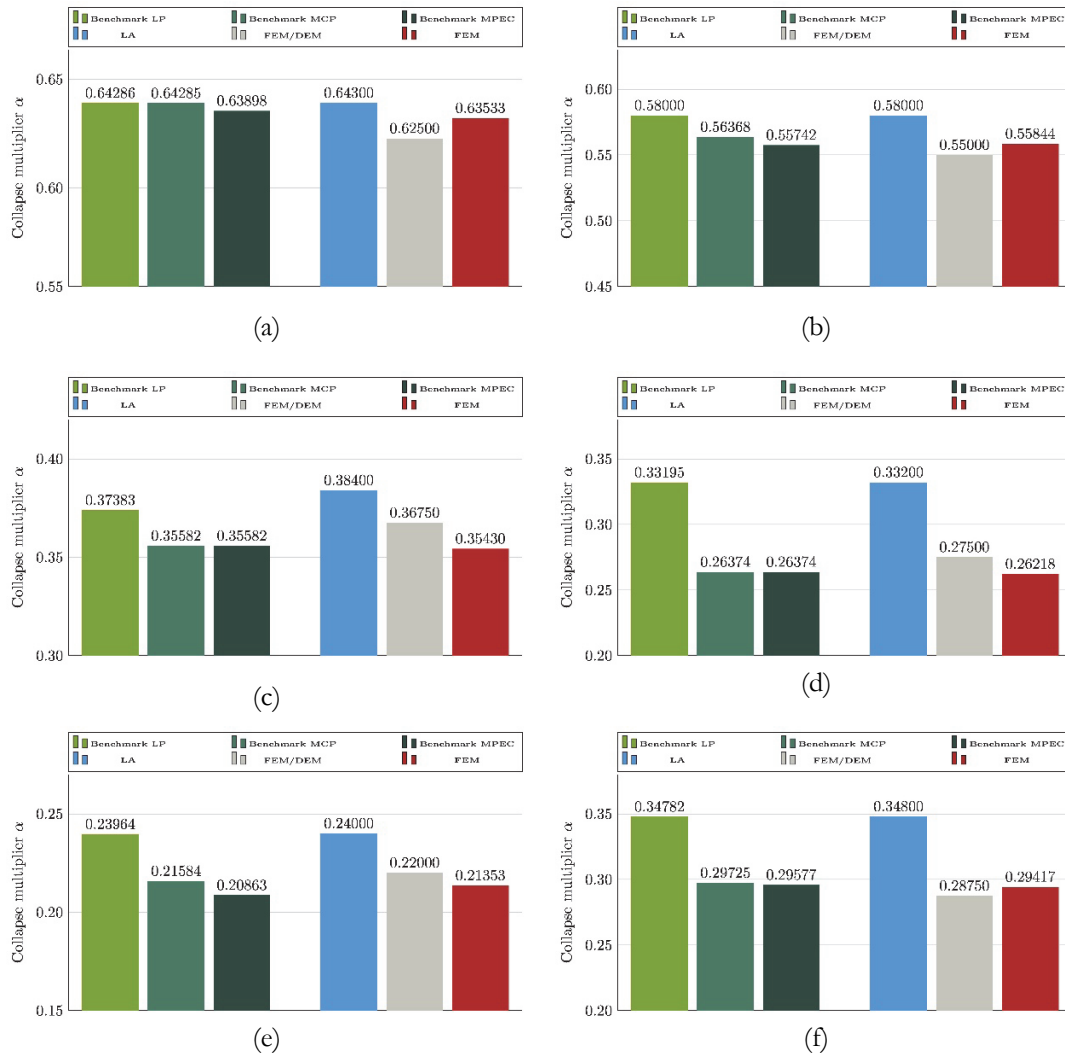 Benchmark LP Benchmark MCP Benchmark MPEC
LA FEM/DEM FEM
Collapse multiplier α
0.65
0.60
0.55
0.64286 0.64285 0.63898 0.64300 0.62500 0.63533
(a)
Benchmark LP Benchmark MCP Benchmark MPEC
LA FEM/DEM FEM
Collapse multiplier α
0.60
0.55
0.50
0.45
0.58000 0.56368 0.55742 0.58000 0.55000 0.55844
(b)
Benchmark LP Benchmark MCP Benchmark MPEC
LA FEM/DEM FEM
Collapse multiplier α
0.40
0.35
0.30
0.37383 0.35582 0.35582 0.38400 0.36750 0.35430
(c)
Benchmark LP Benchmark MCP Benchmark MPEC
LA FEM/DEM FEM
Collapse multiplier α
0.35
0.30
0.25
0.20
0.33195 0.26374 0.26374 0.33200 0.27500 0.26218
(d)
Benchmark LP Benchmark MCP Benchmark MPEC
LA FEM/DEM FEM
Collapse multiplier α
0.25
0.20
0.15
0.23964 0.21584 0.20863 0.24000 0.22000 0.21353
(e)
Benchmark LP Benchmark MCP Benchmark MPEC
LA FEM/DEM FEM
Collapse multiplier α
0.35
0.30
0.25
0.20
0.34782 0.29725 0.29577 0.34800 0.28750 0.29417
(f)